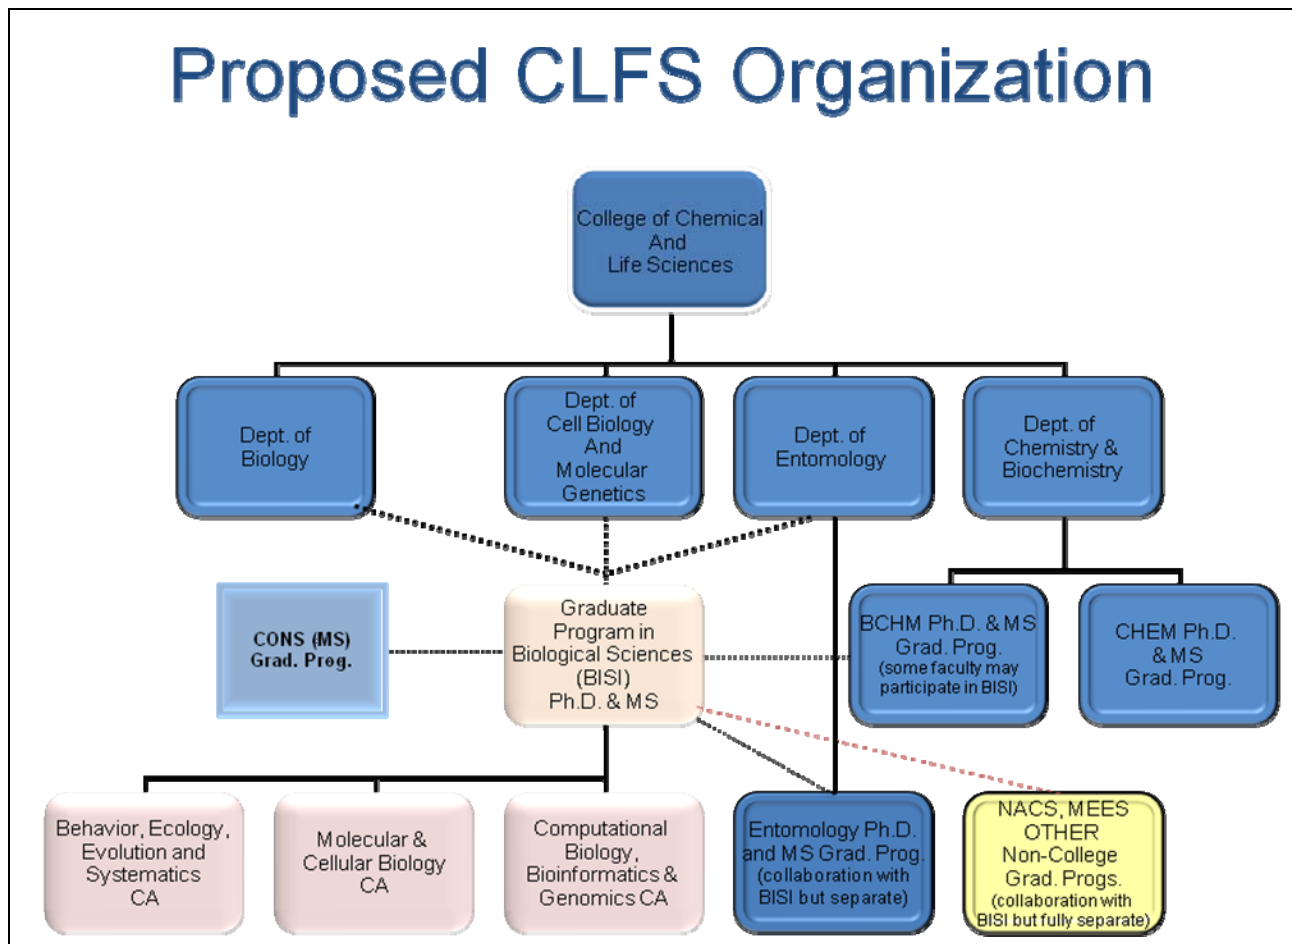 Proposed CLFS Organization
College of Chemical
And
Life Sciences
Dept. of
Biology
Dept. of
Cell Biology
And
Molecular
Genetics
Dept. of
Entomology
Dept. of
Chemistry &
Biochemistry
CONS (MS)
Grad. Prog.
Graduate
Program in
Biological Sciences
(BISI)
Ph.D. & MS
BCHM Ph.D. & MS
Grad. Prog.
(some faculty may
participate in BISI)
CHEM Ph.D.
& MS
Grad. Prog.
Behavior, Ecology,
Evolution and
Systematics
CA
Molecular &
Cellular Biology
CA
Computational
Biology,
Bioinformatics &
Genomics CA
Entomology Ph.D.
and MS Grad. Prog.
(collaboration with
BISI but separate)
NACS, MEES
OTHER
Non-College
Grad. Progs.
(collaboration with
BISI but fully separate)